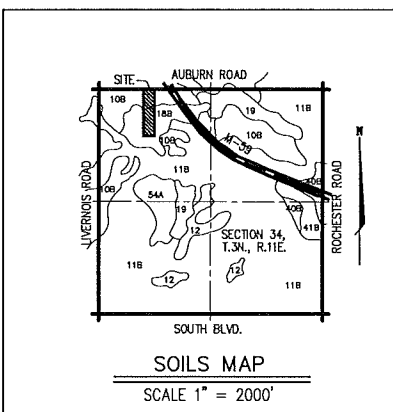 SITE
AUBURN ROAD
10B
18B
19
11B
10B
10B
M-59
11B
LIVERNOIS ROAD
10B
54A
19
12
40B
40B
41B
ROCHESTER ROAD
N
SECTION 34,
T.3N., R.11E.
11B
12
12
11B
SOUTH BLVD.
SOILS MAP
SCALE 1" = 2000'